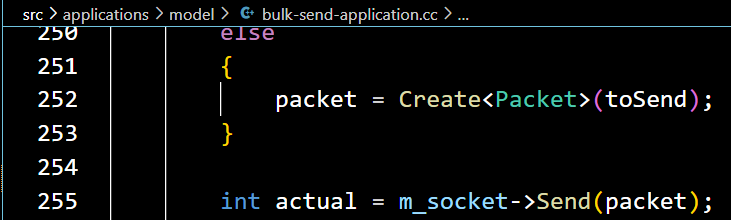 src > applications > model > bulk-send-application.cc > ...
250 else
251 {
252 packet = Create<Packet>(toSend);
253 }
254
255 int actual = m_socket->Send(packet);